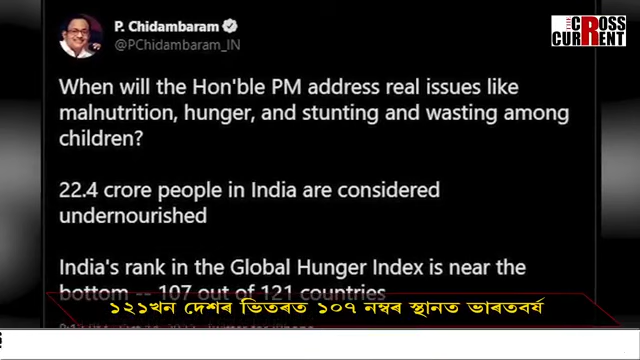 P. Chidambaram
@PChidambaram_IN
THE CROSS
CURRENT
When will the Hon'ble PM address real issues like
malnutrition, hunger, and stunting and wasting among
children?
22.4 crore people in India are considered
undernourished
India's rank in the Global Hunger Index is near the
bottom -- 107 out of 121 countries
১২১খন দেশৰ ভিতৰত ১০৭ নম্বৰ স্থানত ভাৰতবৰ্ষ